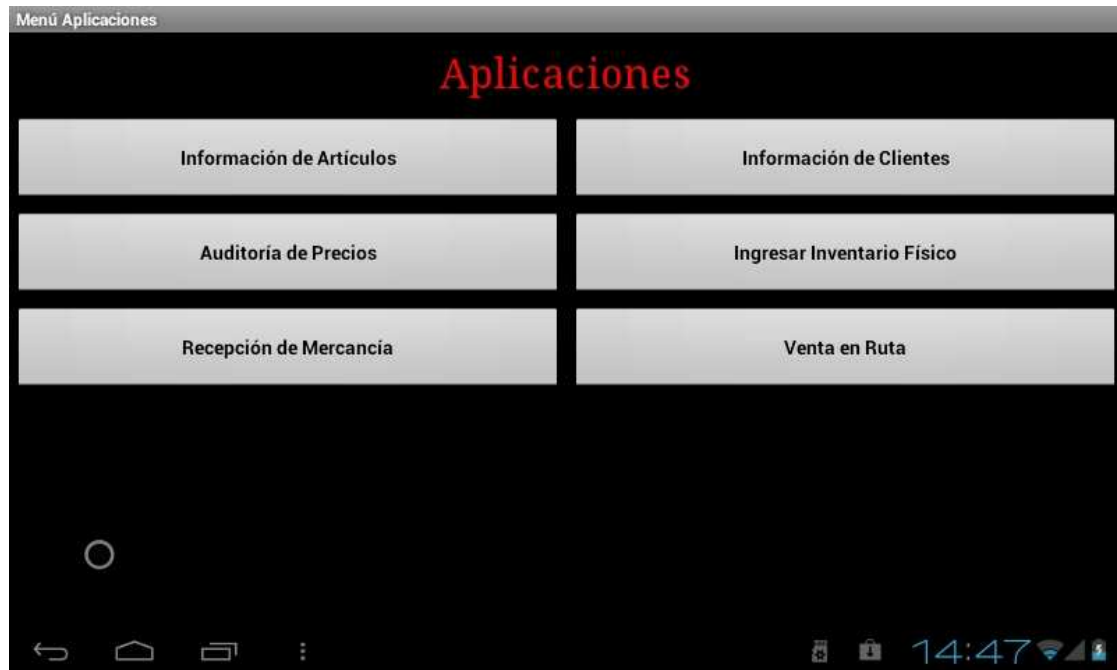 Menú Aplicaciones
Aplicaciones
Información de Artículos
Información de Clientes
Auditoría de Precios
Ingresar Inventario Físico
Recepción de Mercancía
Venta en Ruta
14:47